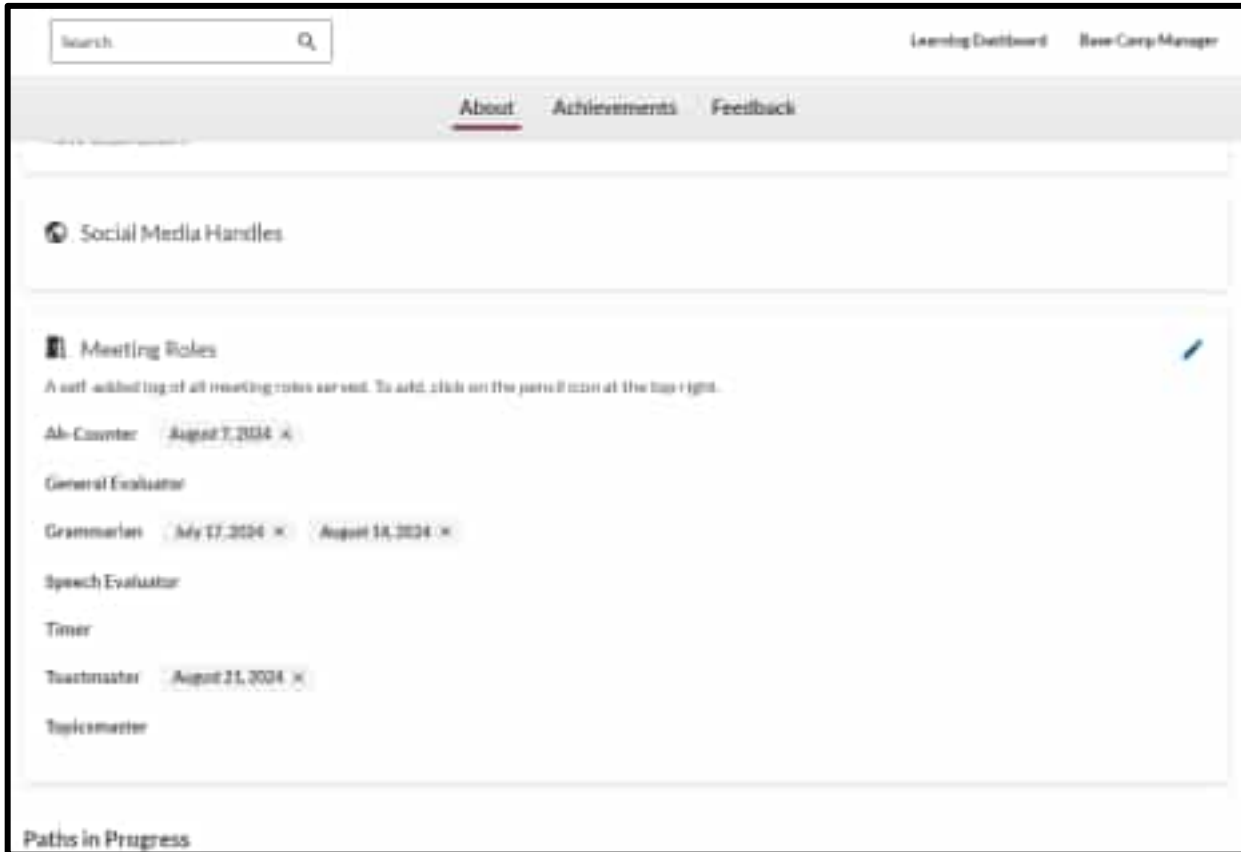 Search
Learning Dashboard Base Camp Manager
About Achievements Feedback
Social Media Handles
Meeting Roles
A self-added log of all meeting roles served. To add, click on the pencil icon at the top right.
Ah-Counter August 7, 2024 ×
General Evaluator
Grammarian July 17, 2024 × August 14, 2024 ×
Speech Evaluator
Timer
Toastmaster August 21, 2024 ×
Topicsmaster
Paths in Progress